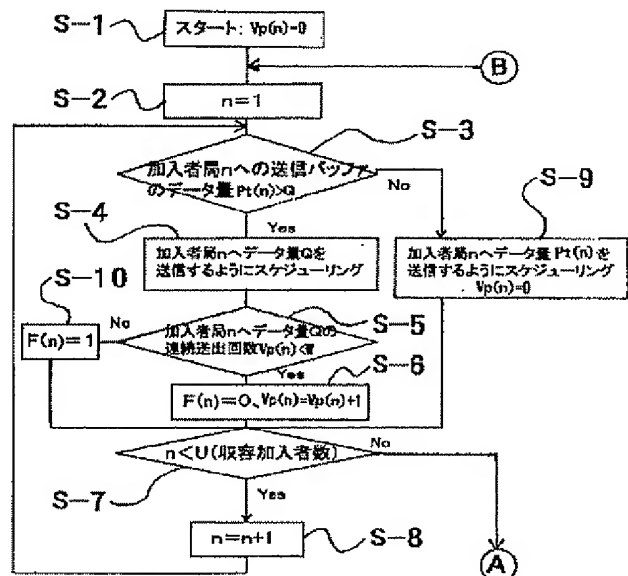 S-1
スタート: Vp(n)=0
B
S-2
n=1
S-3
加入者局nへの送信バッファ
のデータ量Pt(n)>Q
No
S-9
S-4
Yes
加入者局nへデータ量Qを
送信するようにスケジューリング
加入者局nへデータ量 Pt(n)を
送信するようにスケジューリング
Vp(n)=0
S-10
No
F(n)=1
加入者局nへデータ量Qの
連続送出回数Vp(n)<W
S-5
Yes
S-6
F(n)=0、Vp(n)=Vp(n)+1
n<U(収容加入者数)
No
S-7
Yes
n=n+1
S-8
A